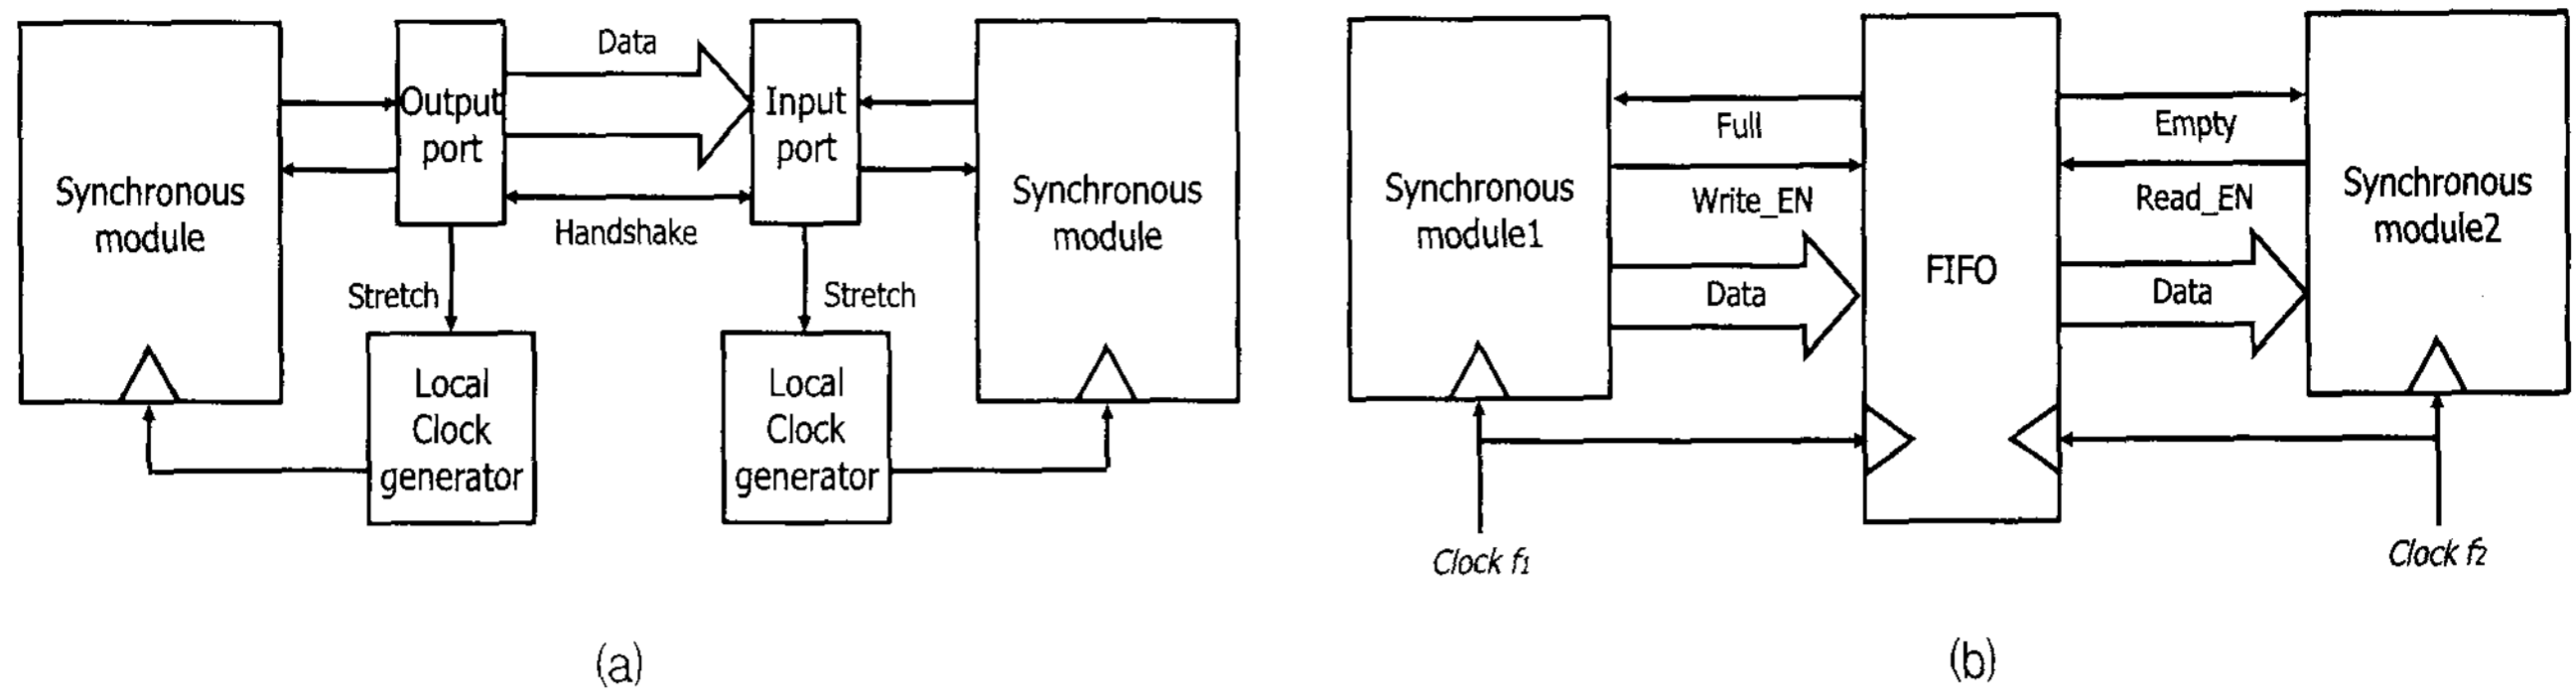 Synchronous
module
Output
port
Data
Handshake
Input
port
Synchronous
module
Stretch
Stretch
Local
Clock
generator
Local
Clock
generator
(a)
Synchronous
module1
Full
Write_EN
Data
FIFO
Empty
Read_EN
Data
Synchronous
module2
Clock f1
Clock f2
(b)